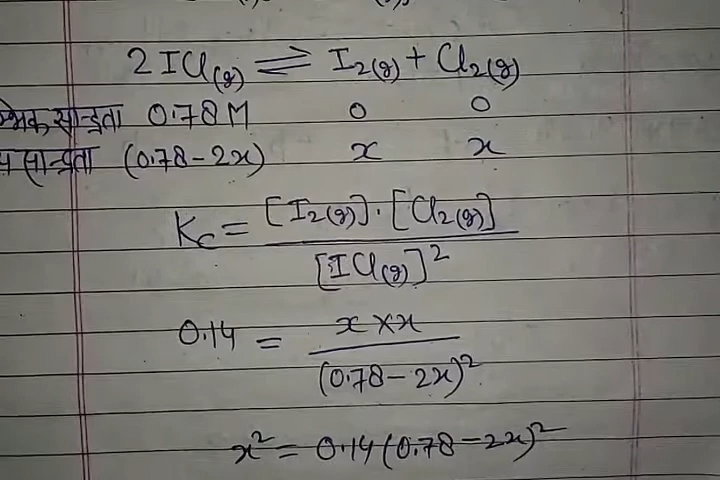 2ICl(g) ⇌ I2(g) + Cl2(g)
सान्द्रता 0.78M 0 0
सान्द्रता (0.78-2x) x x
Kc = [I2(g)]·[Cl2(g)]
[ICl(g)]²
0.14 = x×x
(0.78-2x)²
x² = 0.14(0.78-2x)²